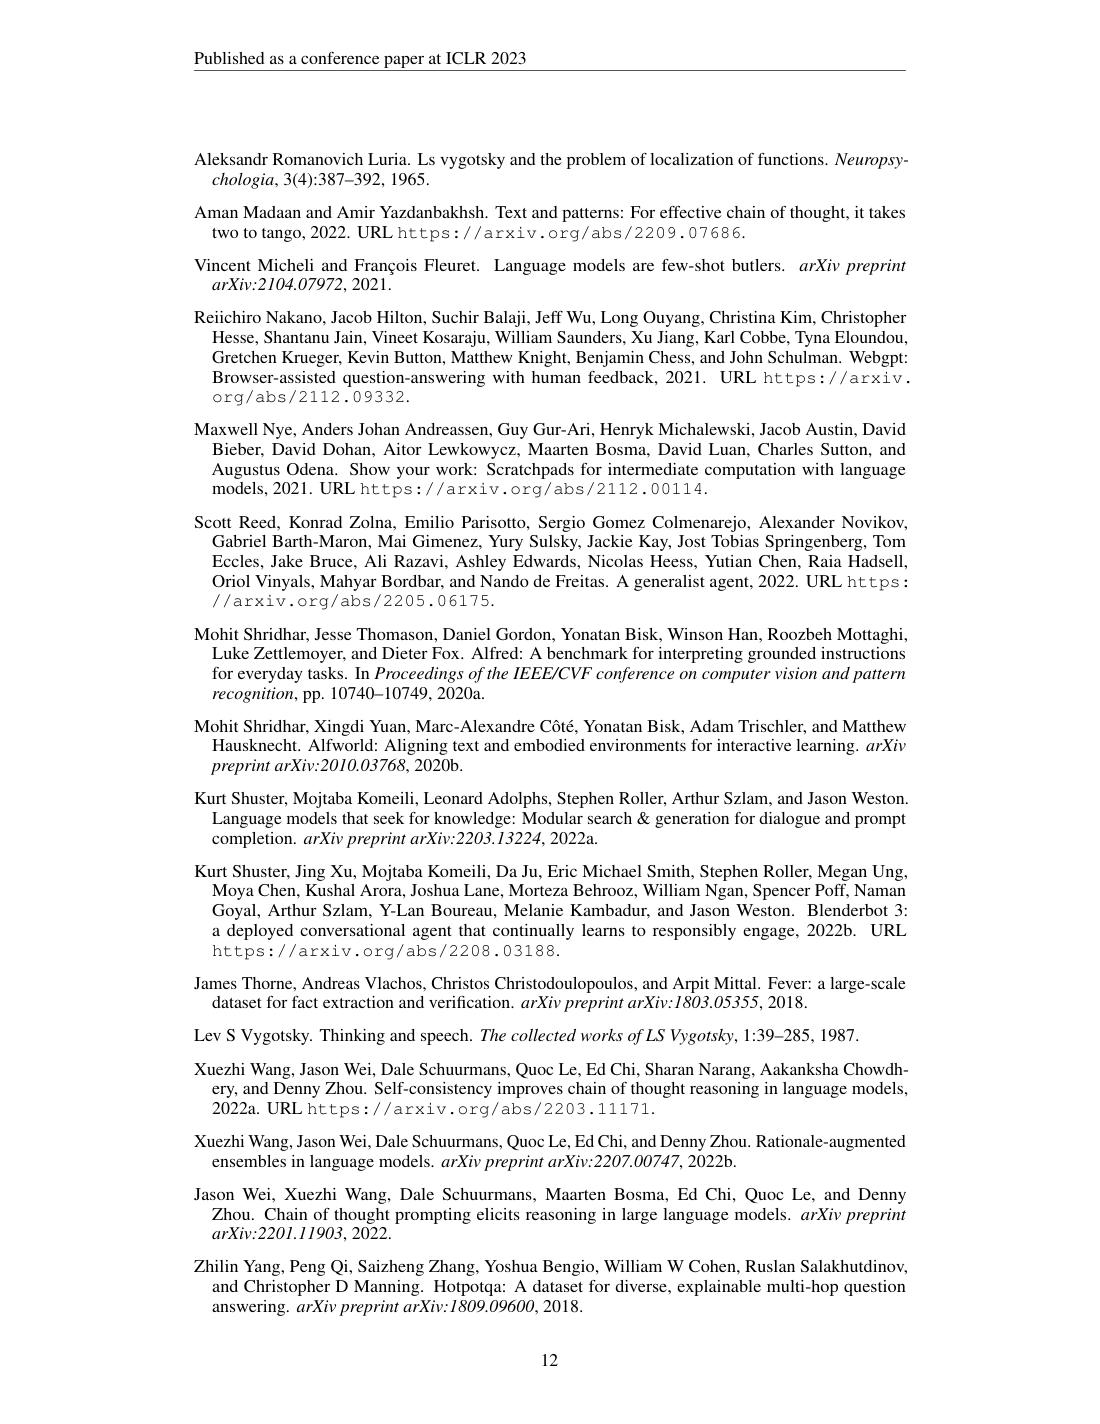 Published as a conference paper at ICLR 2023
Aleksandr Romanovich Luria. Ls vygotsky and the problem of localization of functions. Neuropsy-
chologia, 3(4):387–392, 1965.
Aman Madaan and Amir Yazdanbakhsh. Text and patterns: For effective chain of thought, it takes
two to tango, 2022. URL https://arxiv.org/abs/2209.07686.
Vincent Micheli and François Fleuret. Language models are few-shot butlers. arXiv preprint
arXiv:2104.07972, 2021.
Reiichiro Nakano, Jacob Hilton, Suchir Balaji, Jeff Wu, Long Ouyang, Christina Kim, Christopher
Hesse, Shantanu Jain, Vineet Kosaraju, William Saunders, Xu Jiang, Karl Cobbe, Tyna Eloundou,
Gretchen Krueger, Kevin Button, Matthew Knight, Benjamin Chess, and John Schulman. Webgpt:
Browser-assisted question-answering with human feedback, 2021. URL https://arxiv.
org/abs/2112.09332.
Maxwell Nye, Anders Johan Andreassen, Guy Gur-Ari, Henryk Michalewski, Jacob Austin, David
Bieber, David Dohan, Aitor Lewkowycz, Maarten Bosma, David Luan, Charles Sutton, and
Augustus Odena. Show your work: Scratchpads for intermediate computation with language
models, 2021. URL https://arxiv.org/abs/2112.00114.
Scott Reed, Konrad Zolna, Emilio Parisotto, Sergio Gomez Colmenarejo, Alexander Novikov,
Gabriel Barth-Maron, Mai Gimenez, Yury Sulsky, Jackie Kay, Jost Tobias Springenberg, Tom
Eccles, Jake Bruce, Ali Razavi, Ashley Edwards, Nicolas Heess, Yutian Chen, Raia Hadsell,
Oriol Vinyals, Mahyar Bordbar, and Nando de Freitas. A generalist agent, 2022. URL https:
//arxiv.org/abs/2205.06175.
Mohit Shridhar, Jesse Thomason, Daniel Gordon, Yonatan Bisk, Winson Han, Roozbeh Mottaghi,
Luke Zettlemoyer, and Dieter Fox. Alfred: A benchmark for interpreting grounded instructions
for everyday tasks. In Proceedings of the IEEE/CVF conference on computer vision and pattern
recognition, pp. 10740–10749, 2020a.
Mohit Shridhar, Xingdi Yuan, Marc-Alexandre Côté, Yonatan Bisk, Adam Trischler, and Matthew
Hausknecht. Alfworld: Aligning text and embodied environments for interactive learning. arXiv
preprint arXiv:2010.03768, 2020b.
Kurt Shuster, Mojtaba Komeili, Leonard Adolphs, Stephen Roller, Arthur Szlam, and Jason Weston.
Language models that seek for knowledge: Modular search & generation for dialogue and prompt
completion. arXiv preprint arXiv:2203.13224, 2022a.
Kurt Shuster, Jing Xu, Mojtaba Komeili, Da Ju, Eric Michael Smith, Stephen Roller, Megan Ung,
Moya Chen, Kushal Arora, Joshua Lane, Morteza Behrooz, William Ngan, Spencer Poff, Naman
Goyal, Arthur Szlam, Y-Lan Boureau, Melanie Kambadur, and Jason Weston. Blenderbot 3:
a deployed conversational agent that continually learns to responsibly engage, 2022b. URL
https://arxiv.org/abs/2208.03188.
James Thorne, Andreas Vlachos, Christos Christodoulopoulos, and Arpit Mittal. Fever: a large-scale
dataset for fact extraction and verification. arXiv preprint arXiv:1803.05355, 2018.
Lev S Vygotsky. Thinking and speech. The collected works of LS Vygotsky, 1:39–285, 1987.
Xuezhi Wang, Jason Wei, Dale Schuurmans, Quoc Le, Ed Chi, Sharan Narang, Aakanksha Chowdh-
ery, and Denny Zhou. Self-consistency improves chain of thought reasoning in language models,
2022a. URL https://arxiv.org/abs/2203.11171.
Xuezhi Wang, Jason Wei, Dale Schuurmans, Quoc Le, Ed Chi, and Denny Zhou. Rationale-augmented
ensembles in language models. arXiv preprint arXiv:2207.00747, 2022b.
Jason Wei, Xuezhi Wang, Dale Schuurmans, Maarten Bosma, Ed Chi, Quoc Le, and Denny
Zhou. Chain of thought prompting elicits reasoning in large language models. arXiv preprint
arXiv:2201.11903, 2022.
Zhilin Yang, Peng Qi, Saizheng Zhang, Yoshua Bengio, William W Cohen, Ruslan Salakhutdinov,
and Christopher D Manning. Hotpotqa: A dataset for diverse, explainable multi-hop question
answering. arXiv preprint arXiv:1809.09600, 2018.
12